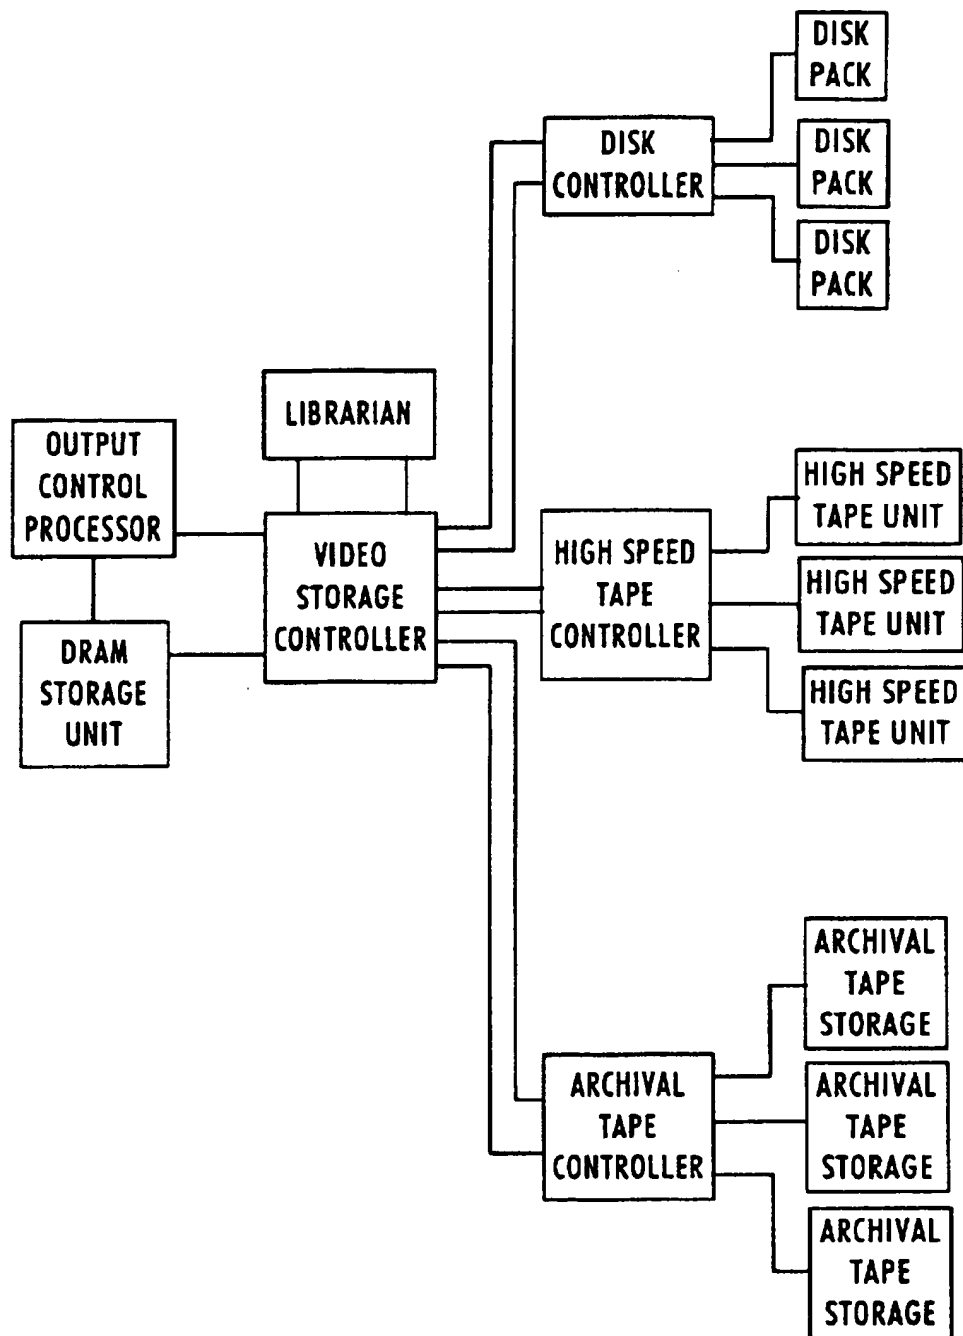 DISK
PACK
DISK
CONTROLLER
DISK
PACK
DISK
PACK
LIBRARIAN
OUTPUT
CONTROL
PROCESSOR
DRAM
STORAGE
UNIT
VIDEO
STORAGE
CONTROLLER
HIGH SPEED
TAPE
CONTROLLER
HIGH SPEED
TAPE UNIT
HIGH SPEED
TAPE UNIT
HIGH SPEED
TAPE UNIT
ARCHIVAL
TAPE
CONTROLLER
ARCHIVAL
TAPE
STORAGE
ARCHIVAL
TAPE
STORAGE
ARCHIVAL
TAPE
STORAGE